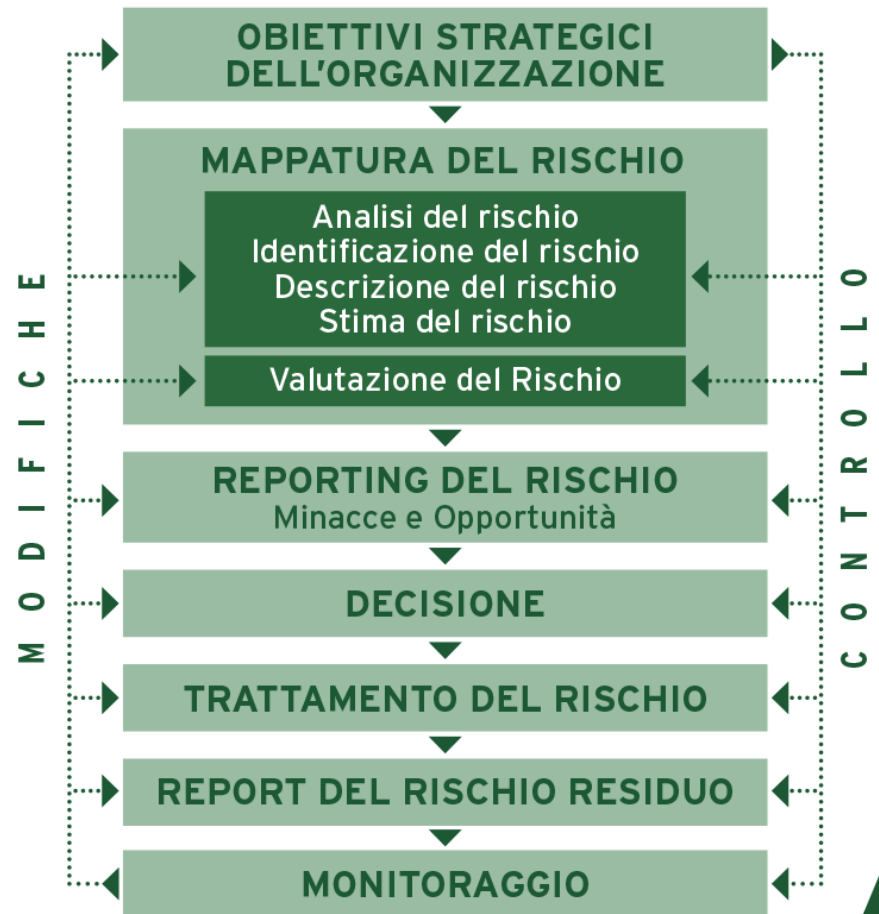 OBIETTIVI STRATEGICI
DELL'ORGANIZZAZIONE
MAPPATURA DEL RISCHIO
Analisi del rischio
Identificazione del rischio
Descrizione del rischio
Stima del rischio
Valutazione del Rischio
REPORTING DEL RISCHIO
Minacce e Opportunità
DECISIONE
TRATTAMENTO DEL RISCHIO
REPORT DEL RISCHIO RESIDUO
MONITORAGGIO
MODIFICHE
CONTROLLO